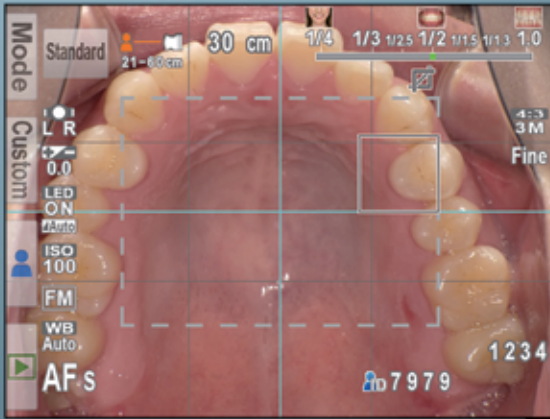 Mode
Custom
Standard
21-60cm
30 cm
1/4 1/3 1/2.5 1/2 1/1.5 1/1.3 1.0
L R
0.0
LED
ON
Auto
ISO
100
FM
WB
Auto
AF s
4:3
3M
Fine
1234
ID 7979